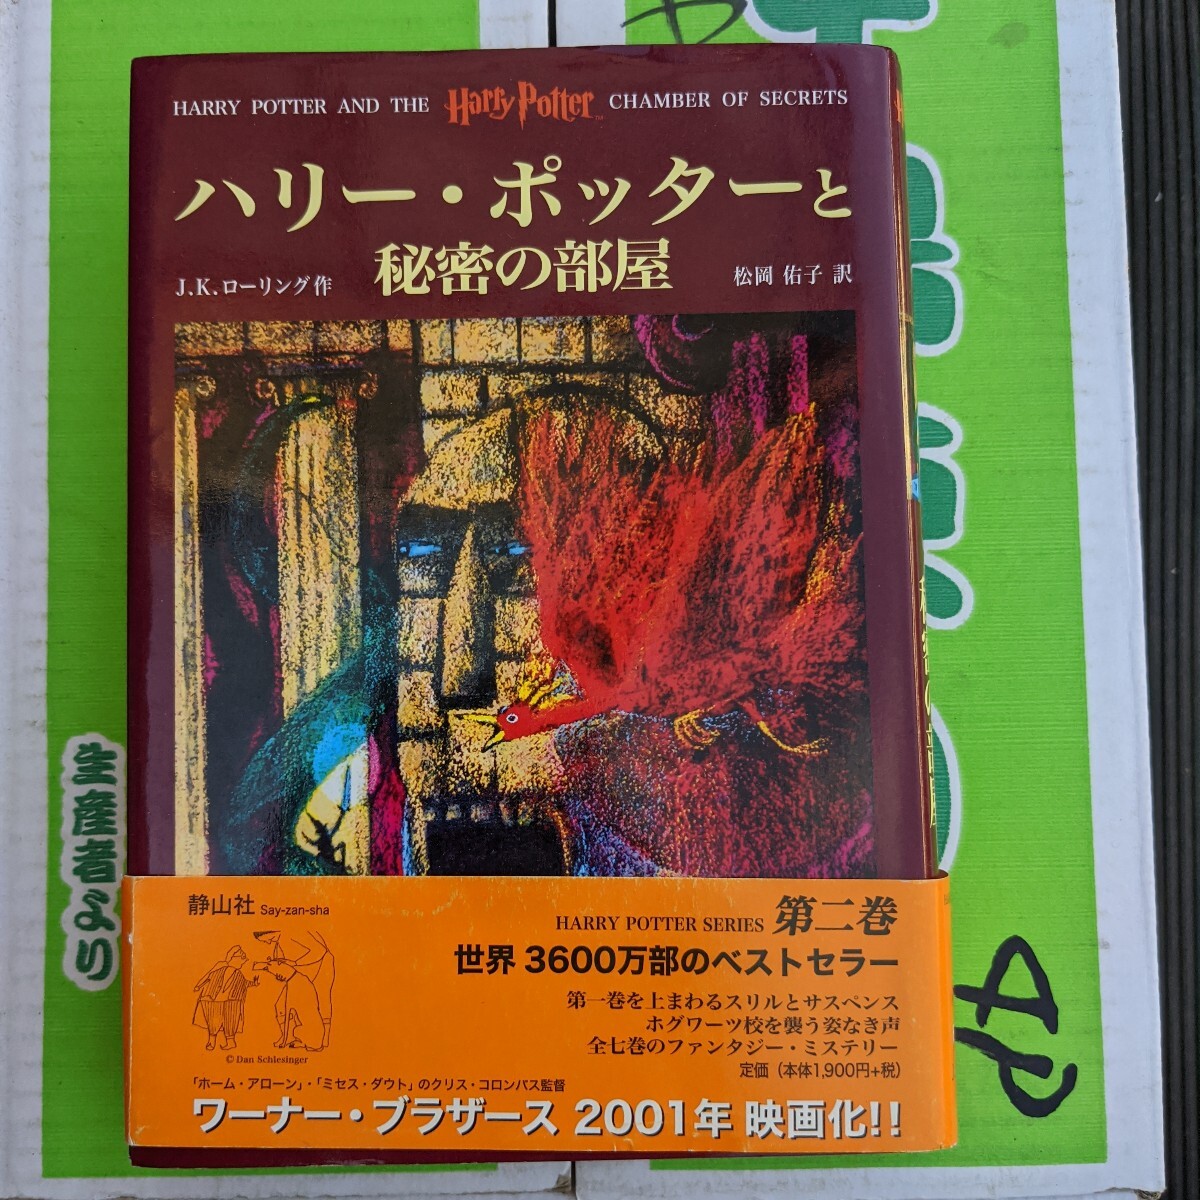 HARRY POTTER AND THE Harry Potter™ CHAMBER OF SECRETS
ハリー・ポッターと
秘密の部屋
J.K.ローリング作
松岡 佑子 訳
静山社 Say-zan-sha
HARRY POTTER SERIES 第二巻
世界 3600万部のベストセラー
第一巻を上まわるスリルとサスペンス
ホグワーツ校を襲う姿なき声
全七巻のファンタジー・ミステリー
定価（本体1,900円+税）
© Dan Schlesinger
「ホーム・アローン」・「ミセス・ダウト」のクリス・コロンバス監督
ワーナー・ブラザース 2001年 映画化!!
生産者より